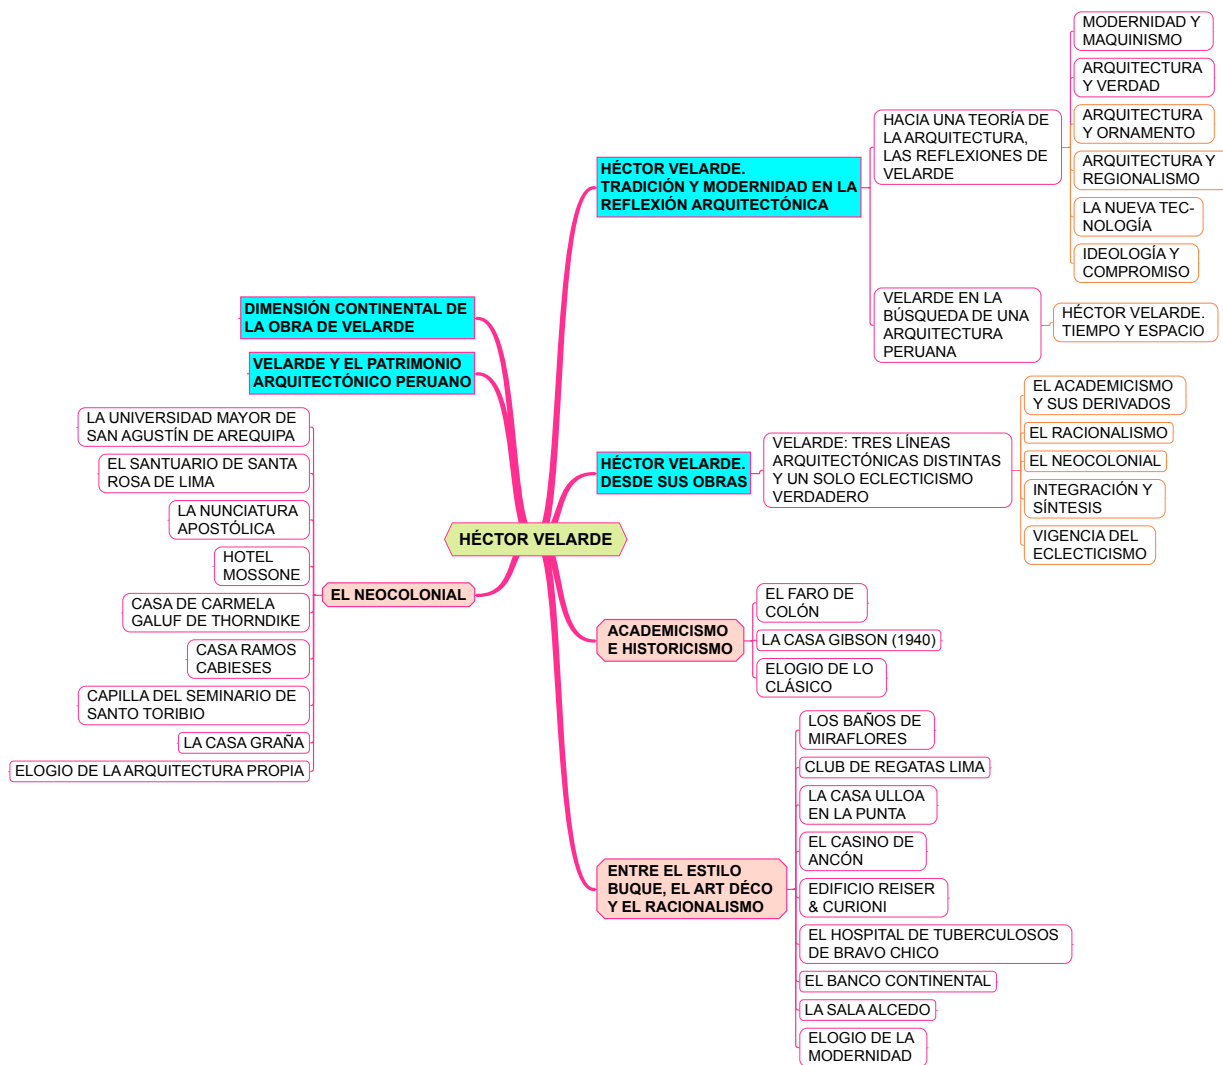 HÉCTOR VELARDE
HÉCTOR VELARDE.
TRADICIÓN Y MODERNIDAD EN LA
REFLEXIÓN ARQUITECTÓNICA
HACIA UNA TEORÍA DE
LA ARQUITECTURA,
LAS REFLEXIONES DE
VELARDE
MODERNIDAD Y
MAQUINISMO
ARQUITECTURA
Y VERDAD
ARQUITECTURA
Y ORNAMENTO
ARQUITECTURA Y
REGIONALISMO
LA NUEVA TEC-
NOLOGÍA
IDEOLOGÍA Y
COMPROMISO
VELARDE EN LA
BÚSQUEDA DE UNA
ARQUITECTURA
PERUANA
HÉCTOR VELARDE.
TIEMPO Y ESPACIO
HÉCTOR VELARDE.
DESDE SUS OBRAS
VELARDE: TRES LÍNEAS
ARQUITECTÓNICAS DISTINTAS
Y UN SOLO ECLECTICISMO
VERDADERO
EL ACADEMICISMO
Y SUS DERIVADOS
EL RACIONALISMO
EL NEOCOLONIAL
INTEGRACIÓN Y
SÍNTESIS
VIGENCIA DEL
ECLECTICISMO
ACADEMICISMO
E HISTORICISMO
EL FARO DE
COLÓN
LA CASA GIBSON (1940)
ELOGIO DE LO
CLÁSICO
ENTRE EL ESTILO
BUQUE, EL ART DÉCO
Y EL RACIONALISMO
LOS BAÑOS DE
MIRAFLORES
CLUB DE REGATAS LIMA
LA CASA ULLOA
EN LA PUNTA
EL CASINO DE
ANCÓN
EDIFICIO REISER
& CURIONI
EL HOSPITAL DE TUBERCULOSOS
DE BRAVO CHICO
EL BANCO CONTINENTAL
LA SALA ALCEDO
ELOGIO DE LA
MODERNIDAD
DIMENSIÓN CONTINENTAL DE
LA OBRA DE VELARDE
VELARDE Y EL PATRIMONIO
ARQUITECTÓNICO PERUANO
EL NEOCOLONIAL
LA UNIVERSIDAD MAYOR DE
SAN AGUSTÍN DE AREQUIPA
EL SANTUARIO DE SANTA
ROSA DE LIMA
LA NUNCIATURA
APOSTÓLICA
HOTEL
MOSSONE
CASA DE CARMELA
GALUF DE THORNDIKE
CASA RAMOS
CABIESES
CAPILLA DEL SEMINARIO DE
SANTO TORIBIO
LA CASA GRAÑA
ELOGIO DE LA ARQUITECTURA PROPIA